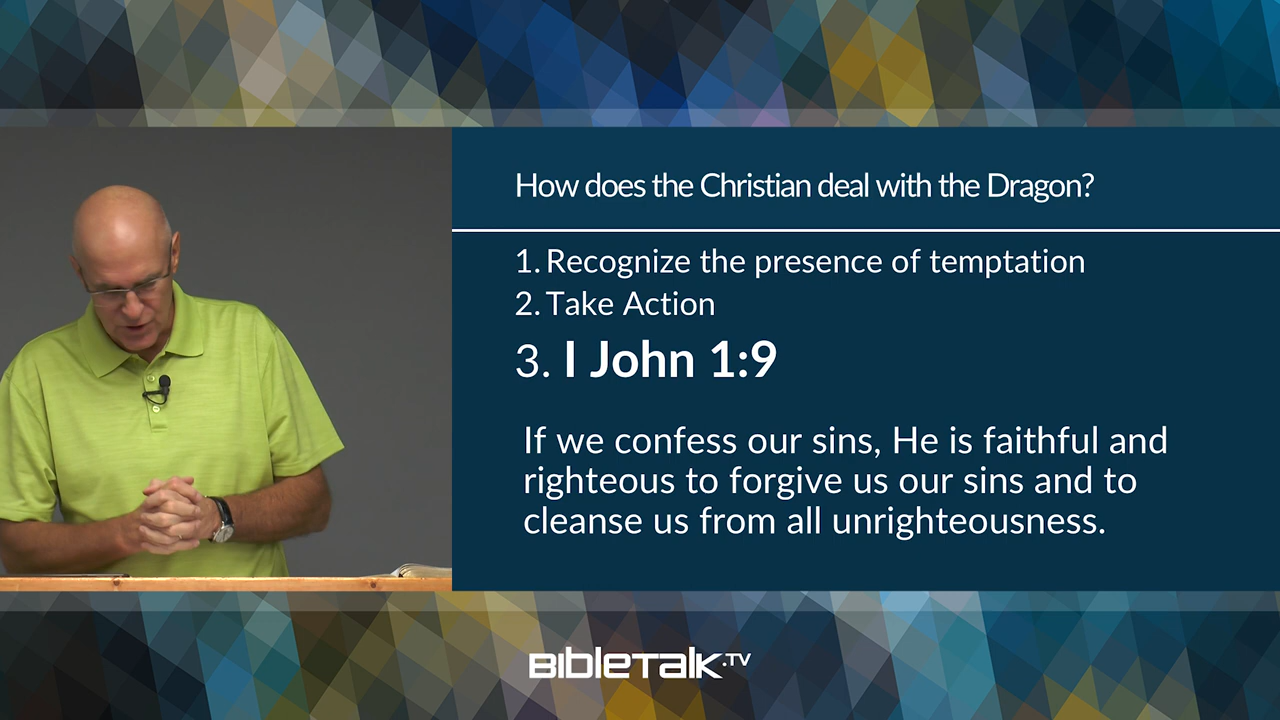 How does the Christian deal with the Dragon?
1. Recognize the presence of temptation
2. Take Action
3. I John 1:9
If we confess our sins, He is faithful and
righteous to forgive us our sins and to
cleanse us from all unrighteousness.
BIBLETALK.TV